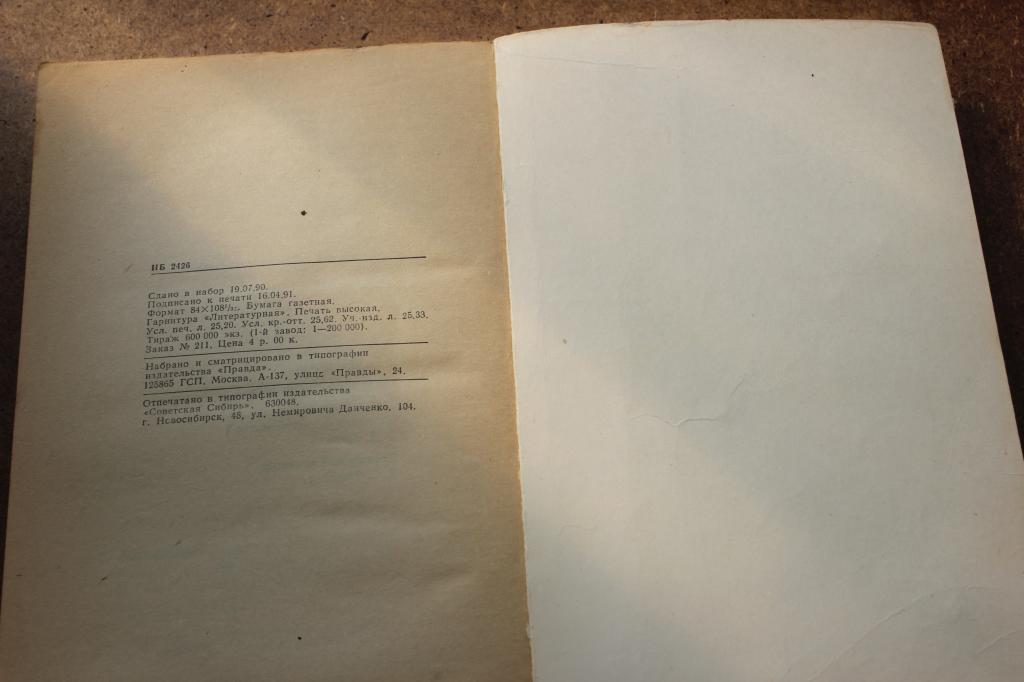 ИБ 2426
Сдано в набор 19.07.90.
Подписано к печати 16.04.91.
Формат 84×108¹/₃₂. Бумага газетная.
Гарнитура «Литературная». Печать высокая.
Усл. печ. л. 25,20. Усл. кр.-отт. 25,62. Уч.-изд. л. 25,33.
Тираж 600 000 экз. (1-й завод: 1—200 000).
Заказ № 211. Цена 4 р. 00 к.
Набрано и сматрицировано в типографии
издательства «Правда».
125865 ГСП, Москва, А-137, улица «Правды», 24.
Отпечатано в типографии издательства
«Советская Сибирь», 630048,
г. Новосибирск, 48, ул. Немировича Данченко, 104.